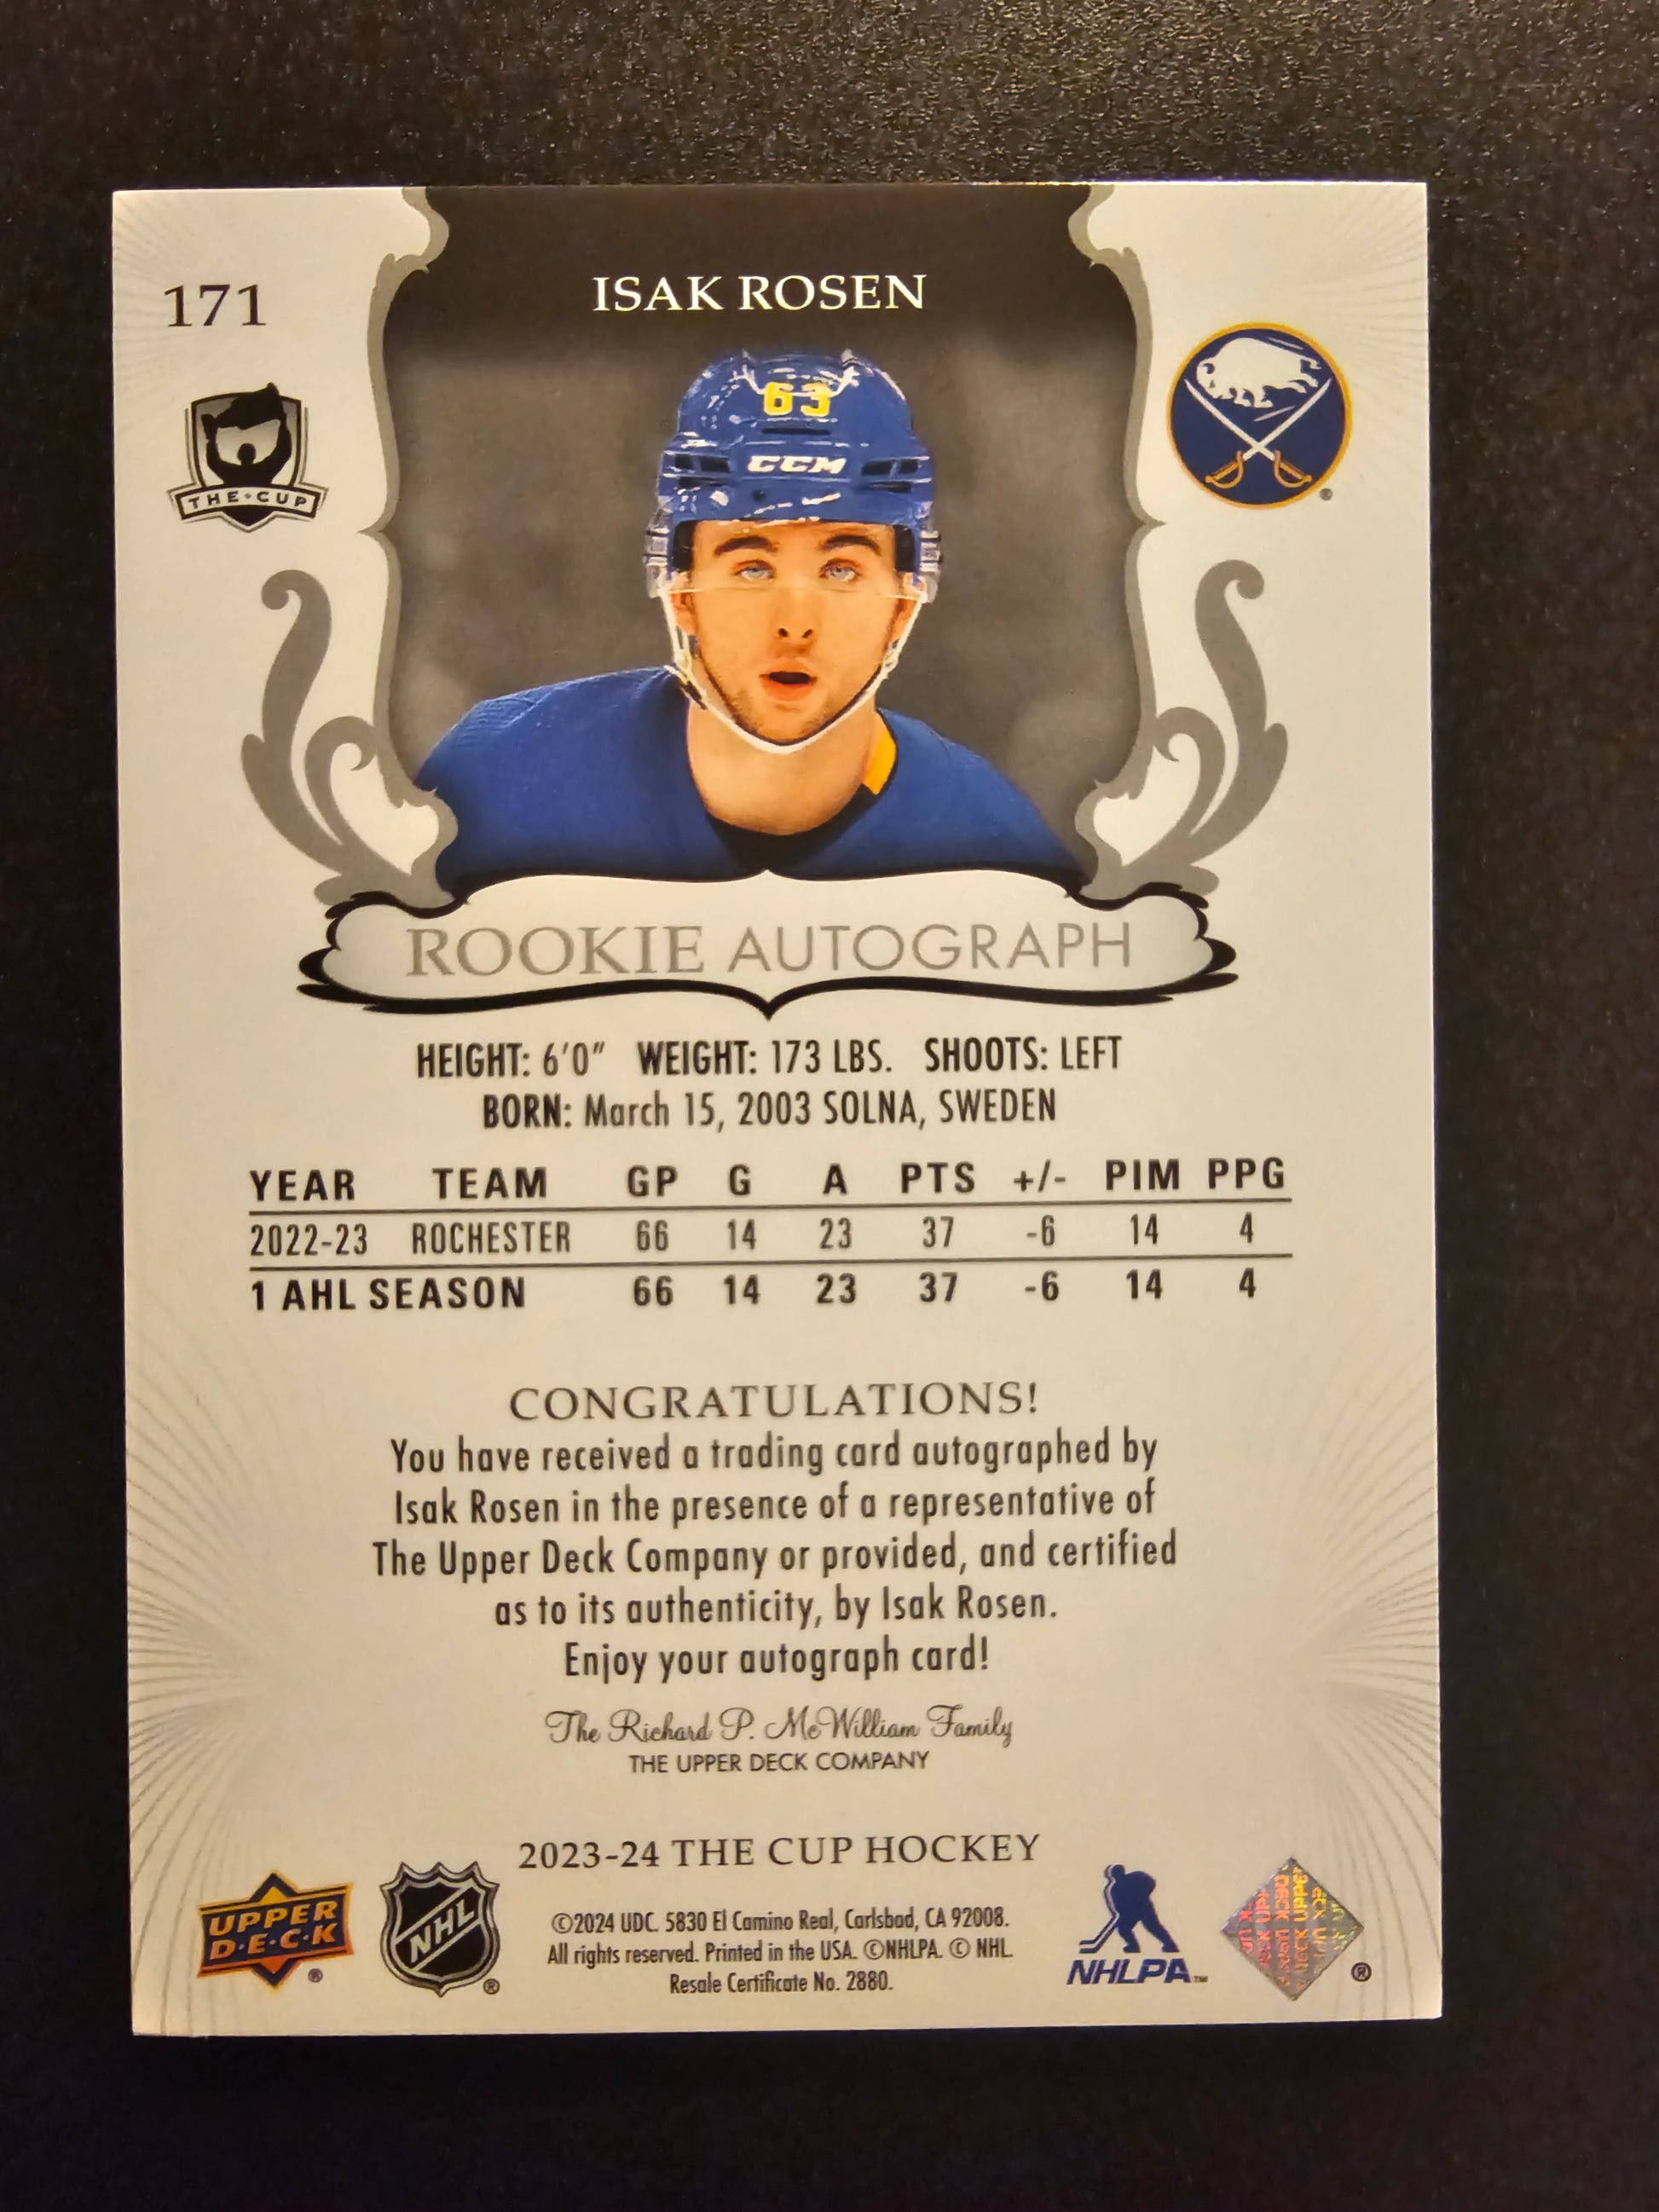 171
ISAK ROSEN
63
CCM
THE CUP
®
ROOKIE AUTOGRAPH
HEIGHT: 6'0" WEIGHT: 173 LBS. SHOOTS: LEFT
BORN: March 15, 2003 SOLNA, SWEDEN
YEAR TEAM GP G A PTS +/- PIM PPG
2022-23 ROCHESTER 66 14 23 37 -6 14 4
1 AHL SEASON 66 14 23 37 -6 14 4
CONGRATULATIONS!
You have received a trading card autographed by
Isak Rosen in the presence of a representative of
The Upper Deck Company or provided, and certified
as to its authenticity, by Isak Rosen.
Enjoy your autograph card!
The Richard P. McWilliam Family
THE UPPER DECK COMPANY
2023-24 THE CUP HOCKEY
UPPER
D·E·C·K
®
NHL
®
©2024 UDC. 5830 El Camino Real, Carlsbad, CA 92008.
All rights reserved. Printed in the USA. ©NHLPA. © NHL.
Resale Certificate No. 2880.
NHLPA™
®